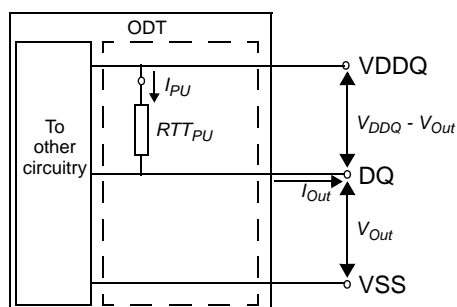 ODT
VDDQ
I_PU
To
other
circuitry
RTT_PU
V_DDQ - V_Out
DQ
I_Out
V_Out
VSS